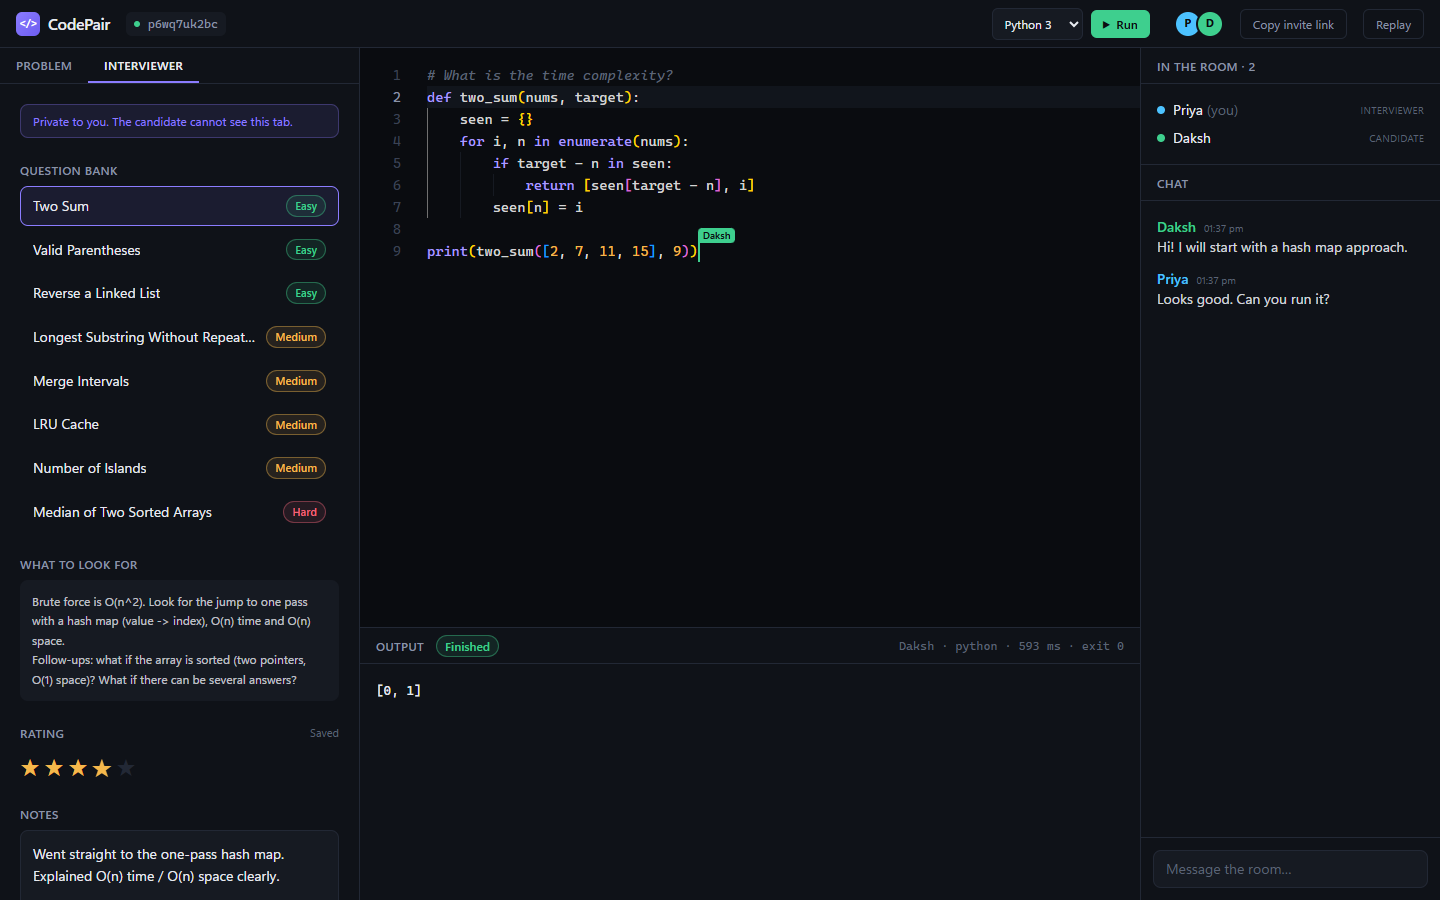 </> CodePair
p6wq7uk2bc
Python 3
▶ Run
P
D
Copy invite link
Replay
PROBLEM
INTERVIEWER
Private to you. The candidate cannot see this tab.
QUESTION BANK
Two Sum Easy
Valid Parentheses Easy
Reverse a Linked List Easy
Longest Substring Without Repeat... Medium
Merge Intervals Medium
LRU Cache Medium
Number of Islands Medium
Median of Two Sorted Arrays Hard
WHAT TO LOOK FOR
Brute force is O(n^2). Look for the jump to one pass
with a hash map (value -> index), O(n) time and O(n)
space.
Follow-ups: what if the array is sorted (two pointers,
O(1) space)? What if there can be several answers?
RATING Saved
★★★★★
NOTES
Went straight to the one-pass hash map.
Explained O(n) time / O(n) space clearly.
1 # What is the time complexity?
2 def two_sum(nums, target):
3     seen = {}
4     for i, n in enumerate(nums):
5         if target - n in seen:
6             return [seen[target - n], i]
7         seen[n] = i
8
Daksh
9 print(two_sum([2, 7, 11, 15], 9))
OUTPUT Finished Daksh · python · 593 ms · exit 0
[0, 1]
IN THE ROOM · 2
Priya (you) INTERVIEWER
Daksh CANDIDATE
CHAT
Daksh 01:37 pm
Hi! I will start with a hash map approach.
Priya 01:37 pm
Looks good. Can you run it?
Message the room...